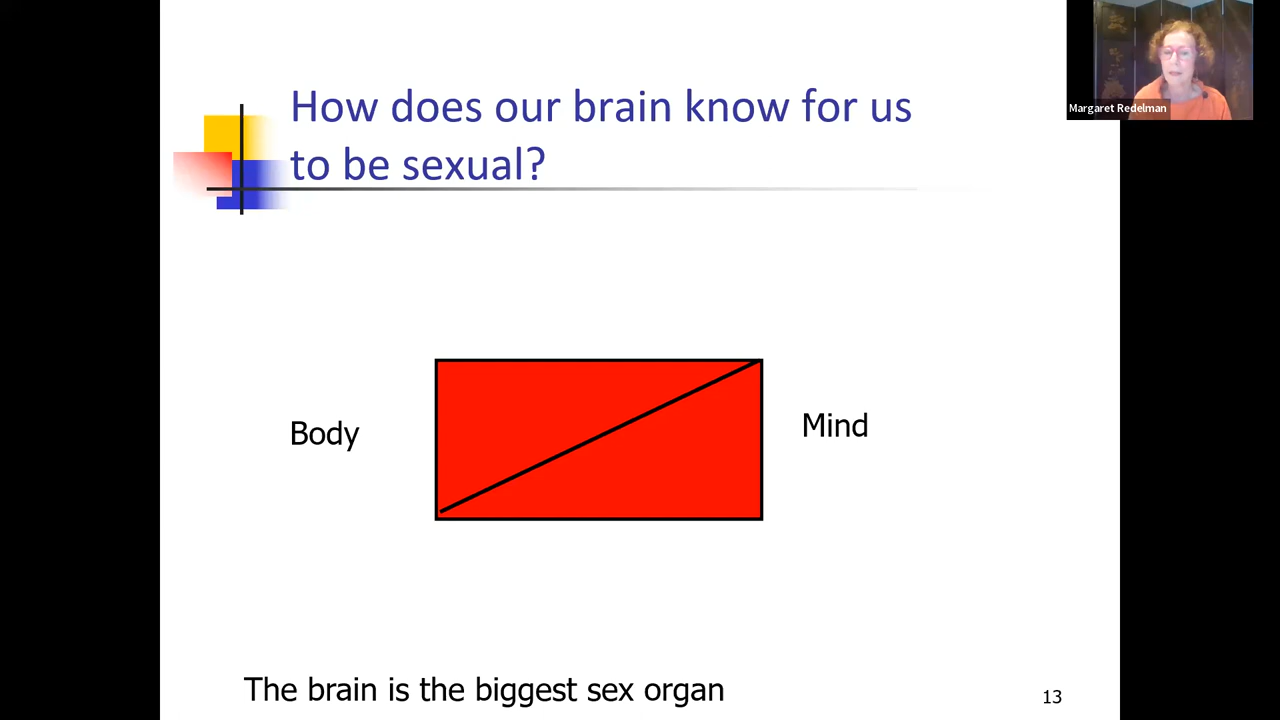 How does our brain know for us
to be sexual?
Margaret Redelman
Body
Mind
The brain is the biggest sex organ
13